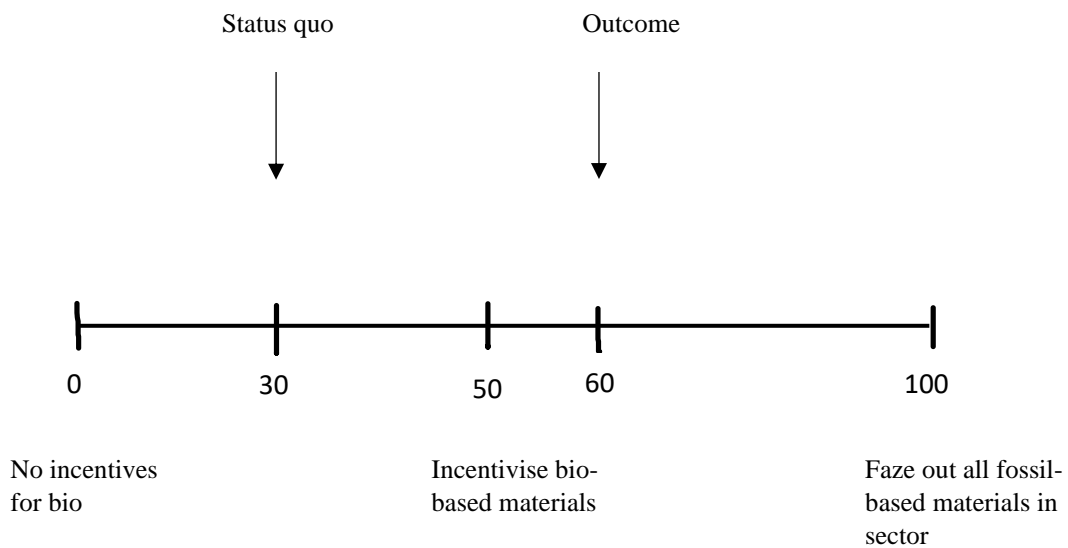 Status quo
Outcome
0
30
50
60
100
No incentives
for bio
Incentivise bio-
based materials
Faze out all fossil-
based materials in
sector